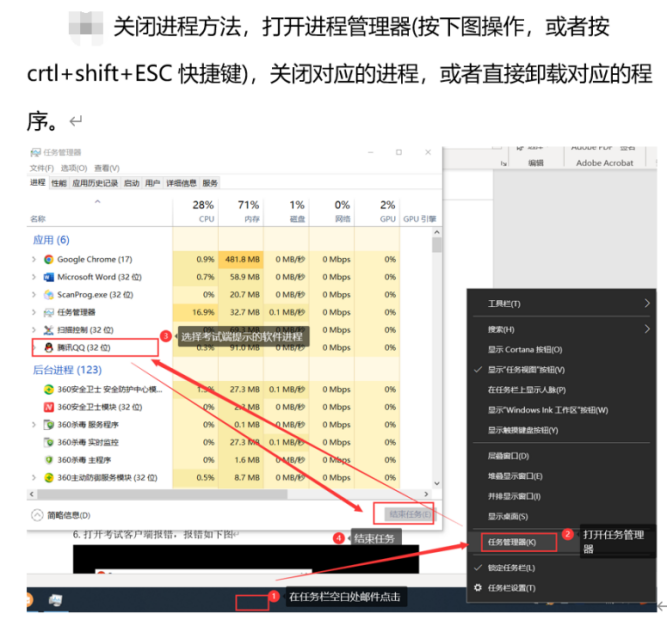 关闭进程方法，打开进程管理器(按下图操作，或者按
crtl+shift+ESC 快捷键)，关闭对应的进程，或者直接卸载对应的程
序。
任务管理器
文件(F) 选项(O) 查看(V)
进程 性能 应用历史记录 启动 用户 详细信息 服务
28% 71% 1% 0% 2%
名称 CPU 内存 磁盘 网络 GPU GPU 引擎
应用 (6)
Google Chrome (17) 0.9% 481.8 MB 0 MB/秒 0 Mbps 0%
Microsoft Word (32 位) 0.7% 58.9 MB 0 MB/秒 0 Mbps 0%
ScanProg.exe (32 位) 0% 20.7 MB 0 MB/秒 0 Mbps 0%
任务管理器 16.9% 32.7 MB 0.1 MB/秒 0 Mbps 0%
扫描控制 (32 位)
3 选择考试端提示的软件进程
腾讯QQ (32 位) 0.3% 91.0 MB 0 MB/秒 0 Mbps 0%
后台进程 (123)
360安全卫士 安全防护中心模... 27.3 MB 0.1 MB/秒 0 Mbps 0%
360安全卫士模块 (32 位) 0% 0 MB/秒 0 Mbps 0%
360杀毒 服务程序 0% 0.1 MB 0 MB/秒 0 Mbps 0%
360杀毒 实时监控 0% 27.3 MB 0.1 MB/秒 0 Mbps 0%
360杀毒 主程序 0% 1.6 MB 0 MB/秒 0 Mbps 0%
360主动防御服务模块 (32 位) 0.5% 8.7 MB 0 MB/秒 0 Mbps 0%
简略信息(D)
结束任务(E)
4 结束任务
6. 打开考试客户端报错，报错如下图
1 在任务栏空白处邮件点击
编辑
Adobe Acrobat
工具栏(T)
搜索(H)
显示 Cortana 按钮(O)
显示"任务视图"按钮(V)
在任务栏上显示人脉(P)
显示"Windows Ink 工作区"按钮(W)
显示触摸键盘按钮(Y)
层叠窗口(D)
堆叠显示窗口(E)
并排显示窗口(I)
显示桌面(S)
任务管理器(K)
2 打开任务管理
器
锁定任务栏(L)
任务栏设置(T)